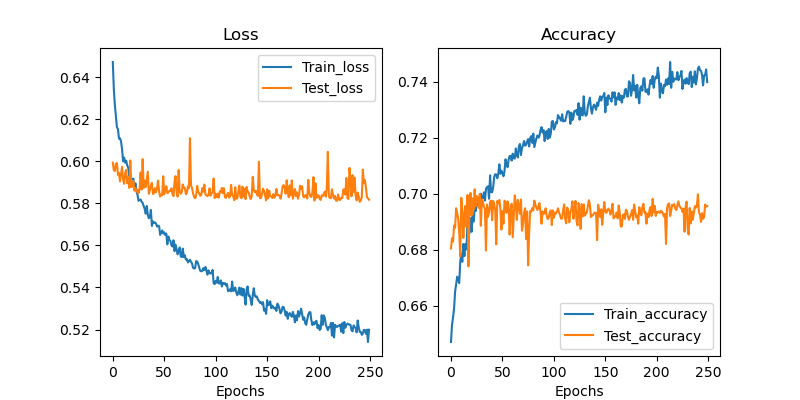 Loss
0.64
0.62
0.60
0.58
0.56
0.54
0.52
0 50 100 150 200 250
Epochs
Train_loss
Test_loss
Accuracy
0.74
0.72
0.70
0.68
0.66
0 50 100 150 200 250
Epochs
Train_accuracy
Test_accuracy